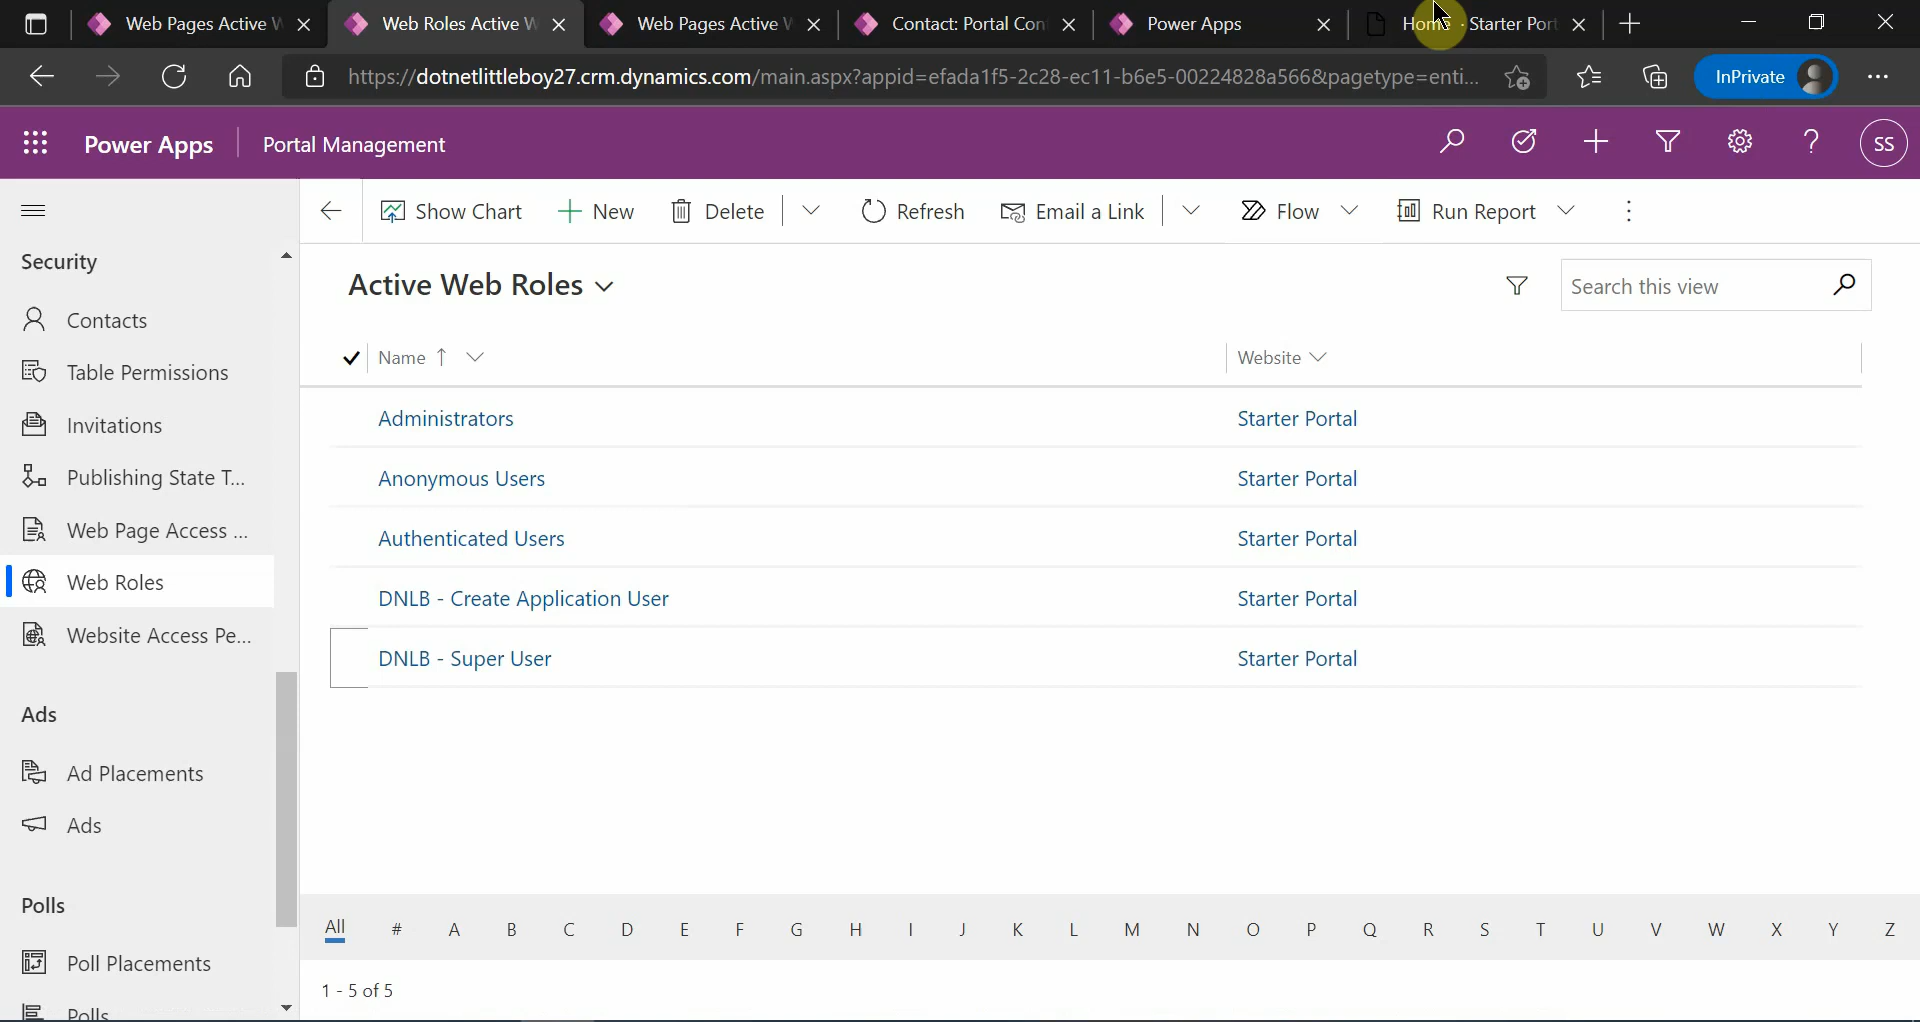 Web Pages Active
Web Roles Active
Web Pages Active
Contact: Portal Con
Power Apps
Home · Starter Port
https://dotnetlittleboy27.crm.dynamics.com/main.aspx?appid=efada1f5-2c28-ec11-b6e5-00224828a566&pagetype=enti...
InPrivate
Power Apps
Portal Management
SS
Show Chart
New
Delete
Refresh
Email a Link
Flow
Run Report
Security
Contacts
Table Permissions
Invitations
Publishing State T...
Web Page Access ...
Web Roles
Website Access Pe...
Ads
Ad Placements
Ads
Polls
Poll Placements
Polls
Active Web Roles
Search this view
Name
Website
Administrators
Starter Portal
Anonymous Users
Starter Portal
Authenticated Users
Starter Portal
DNLB - Create Application User
Starter Portal
DNLB - Super User
Starter Portal
All # A B C D E F G H I J K L M N O P Q R S T U V W X Y Z
1 - 5 of 5